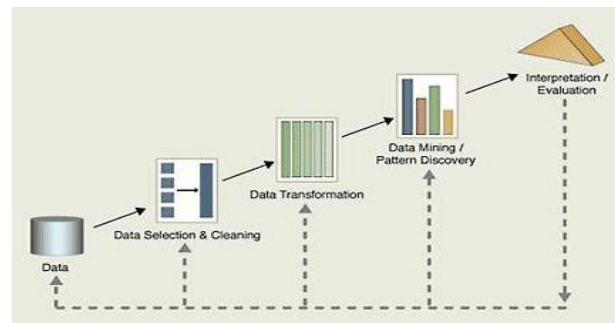 Interpretation /
Evaluation
Data Mining /
Pattern Discovery
Data Transformation
Data Selection & Cleaning
Data